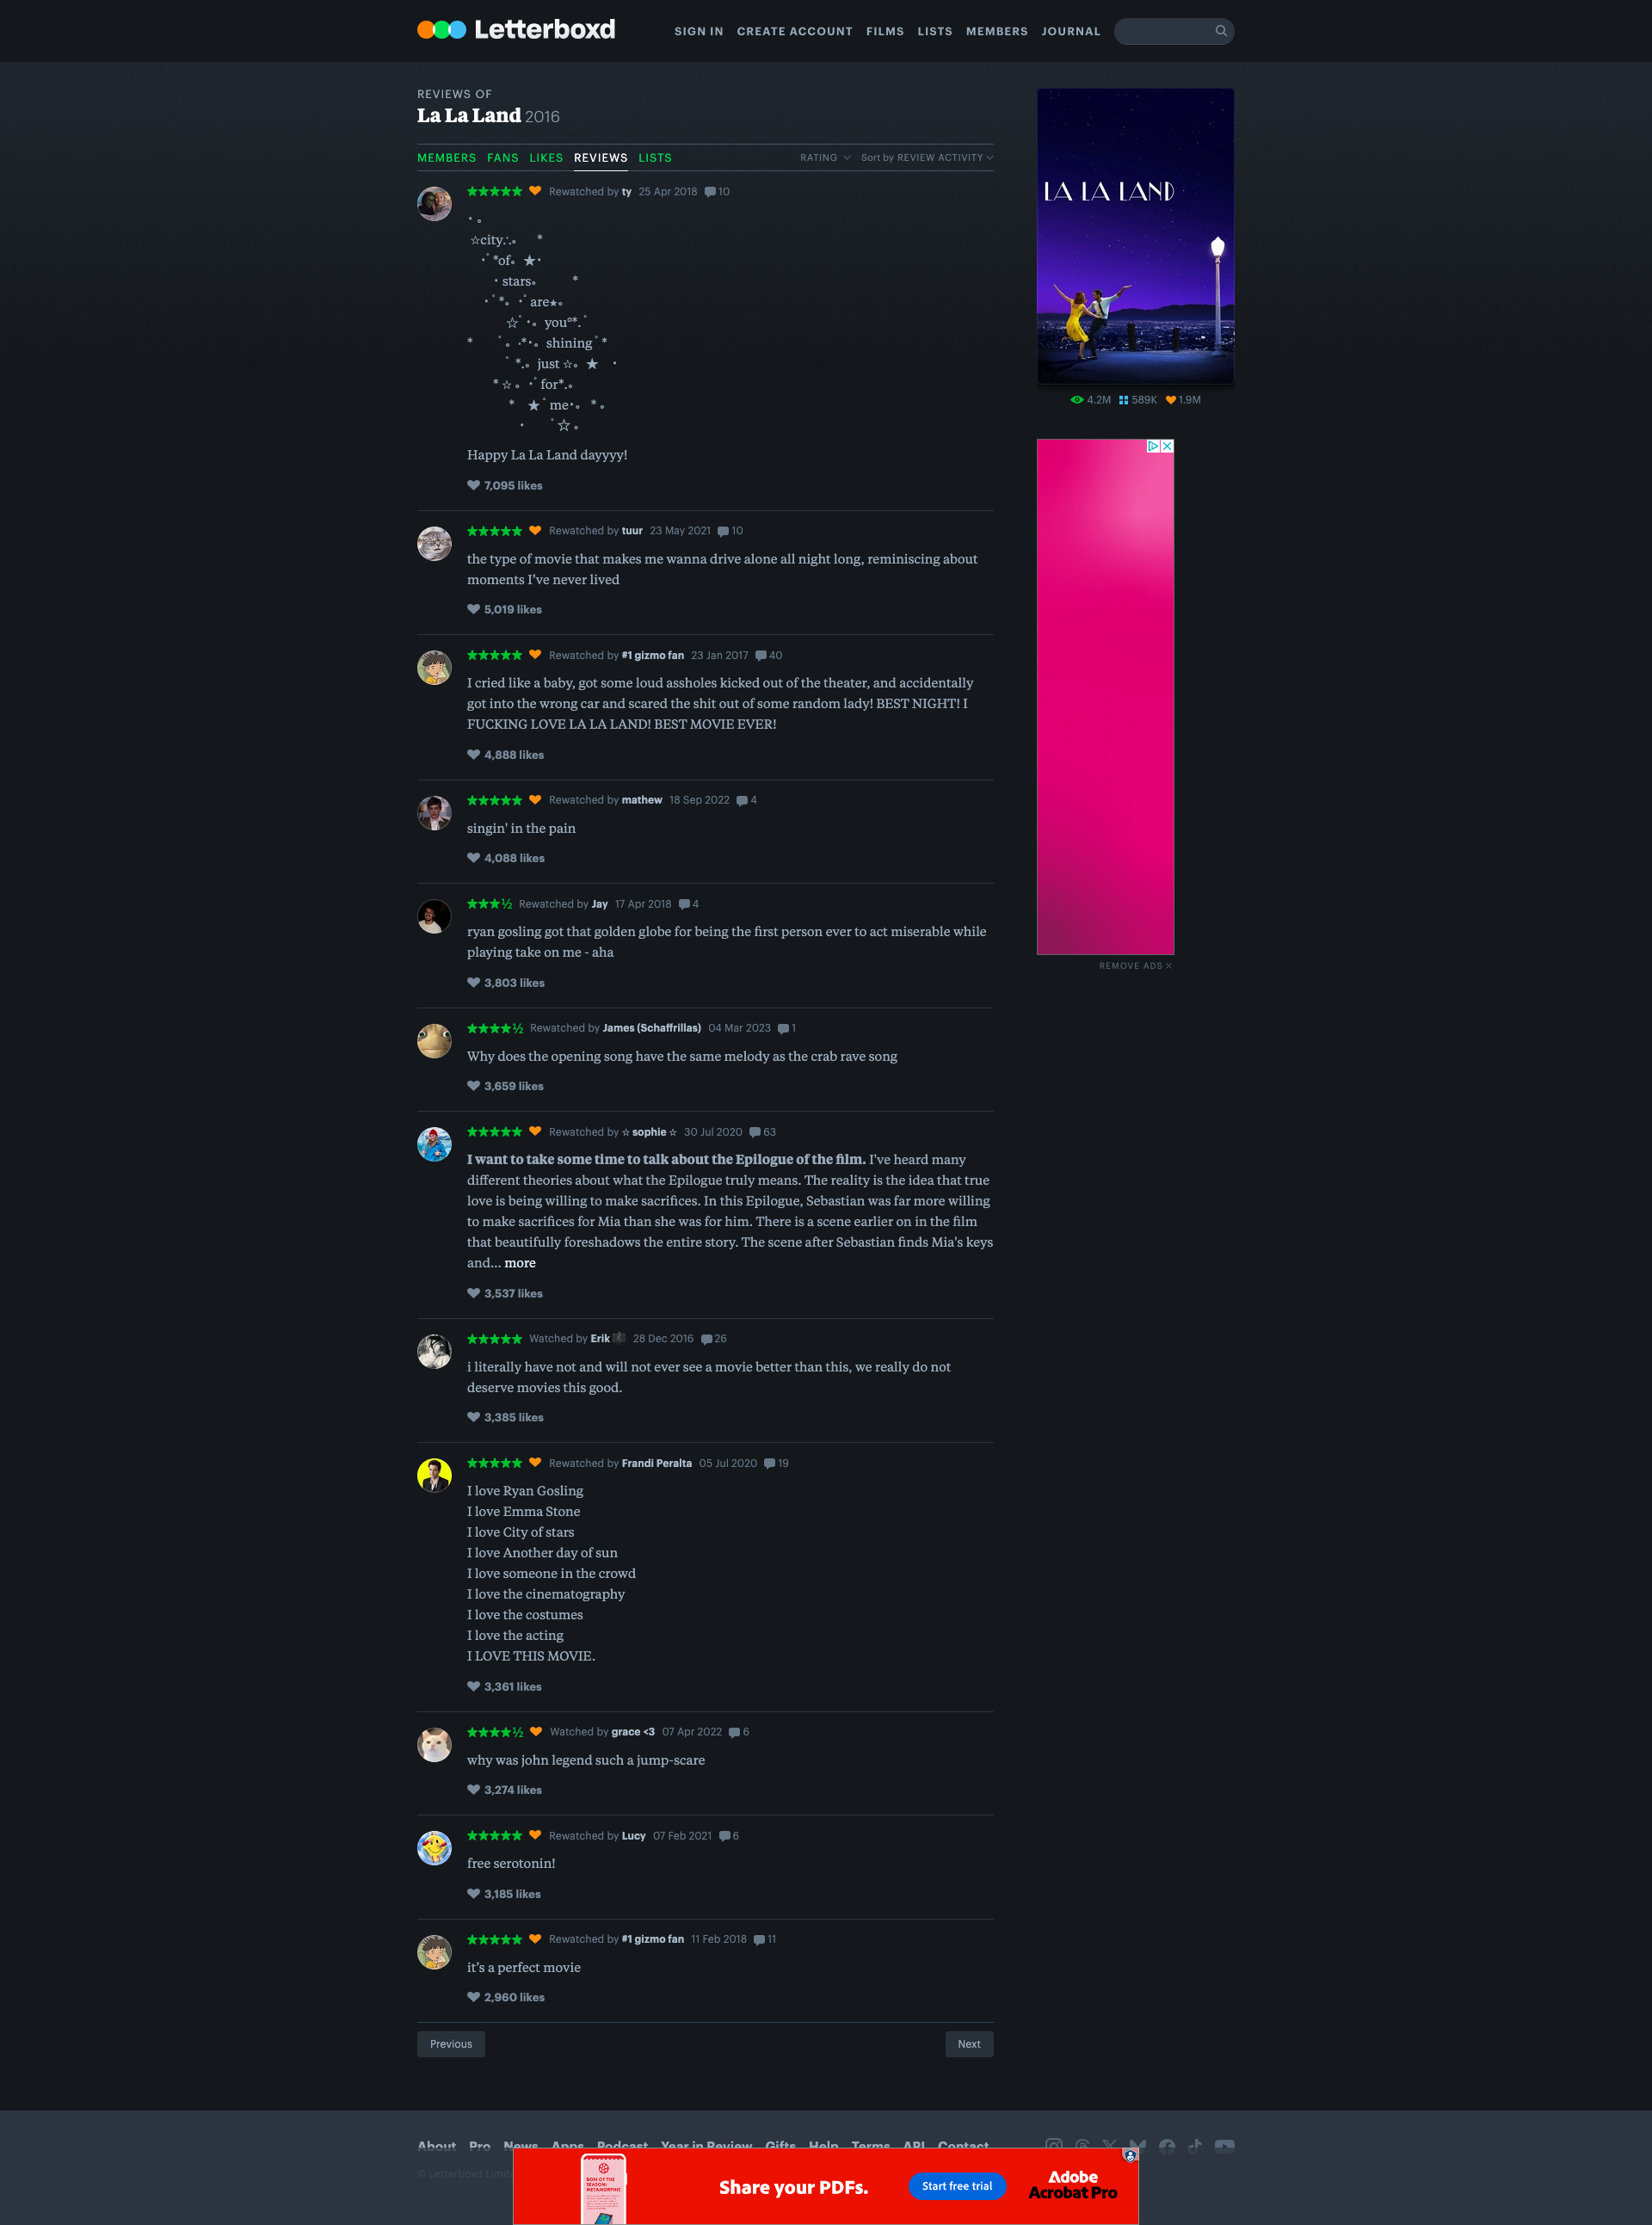 Letterboxd
SIGN IN CREATE ACCOUNT FILMS LISTS MEMBERS JOURNAL
REVIEWS OF
La La Land 2016
MEMBERS FANS LIKES REVIEWS LISTS RATING Sort by REVIEW ACTIVITY
Rewatched by ty 25 Apr 2018 10
･ ｡
☆city∴｡　*
･ﾟ*of｡★･
･ stars｡　　*
･ﾟ*｡･ﾟare⋆｡
☆ﾟ･｡you°*.ﾟ
*　ﾟ｡·*･｡shiningﾟ*
ﾟ*.｡just ☆｡★　･
*☆｡･ﾟfor*.｡
*　★ﾟme･｡*｡
･　ﾟ☆｡
Happy La La Land dayyyy!
7,095 likes
★★★★★ Rewatched by tuur 23 May 2021 10
the type of movie that makes me wanna drive alone all night long, reminiscing about
moments I've never lived
5,019 likes
★★★★★ Rewatched by #1 gizmo fan 23 Jan 2017 40
I cried like a baby, got some loud assholes kicked out of the theater, and accidentally
got into the wrong car and scared the shit out of some random lady! BEST NIGHT! I
FUCKING LOVE LA LA LAND! BEST MOVIE EVER!
4,888 likes
★★★★★ Rewatched by mathew 18 Sep 2022 4
singin' in the pain
4,088 likes
★★★½ Rewatched by Jay 17 Apr 2018 4
ryan gosling got that golden globe for being the first person ever to act miserable while
playing take on me - aha
3,803 likes
★★★★½ Rewatched by James (Schaffrillas) 04 Mar 2023 1
Why does the opening song have the same melody as the crab rave song
3,659 likes
★★★★★ Rewatched by ☆ sophie ☆ 30 Jul 2020 63
I want to take some time to talk about the Epilogue of the film. I've heard many
different theories about what the Epilogue truly means. The reality is the idea that true
love is being willing to make sacrifices. In this Epilogue, Sebastian was far more willing
to make sacrifices for Mia than she was for him. There is a scene earlier on in the film
that beautifully foreshadows the entire story. The scene after Sebastian finds Mia's keys
and... more
3,537 likes
★★★★★ Watched by Erik 28 Dec 2016 26
i literally have not and will not ever see a movie better than this, we really do not
deserve movies this good.
3,385 likes
★★★★★ Rewatched by Frandi Peralta 05 Jul 2020 19
I love Ryan Gosling
I love Emma Stone
I love City of stars
I love Another day of sun
I love someone in the crowd
I love the cinematography
I love the costumes
I love the acting
I LOVE THIS MOVIE.
3,361 likes
★★★★½ Watched by grace <3 07 Apr 2022 6
why was john legend such a jump-scare
3,274 likes
★★★★★ Rewatched by Lucy 07 Feb 2021 6
free serotonin!
3,185 likes
★★★★★ Rewatched by #1 gizmo fan 11 Feb 2018 11
it's a perfect movie
2,960 likes
Previous Next
LA LA LAND
4.2M 589K 1.9M
REMOVE ADS ×
About Pro News Apps Podcast Year in Review Gifts Help Terms API Contact
© Letterboxd
Share your PDFs.
Start free trial
Adobe
Acrobat Pro